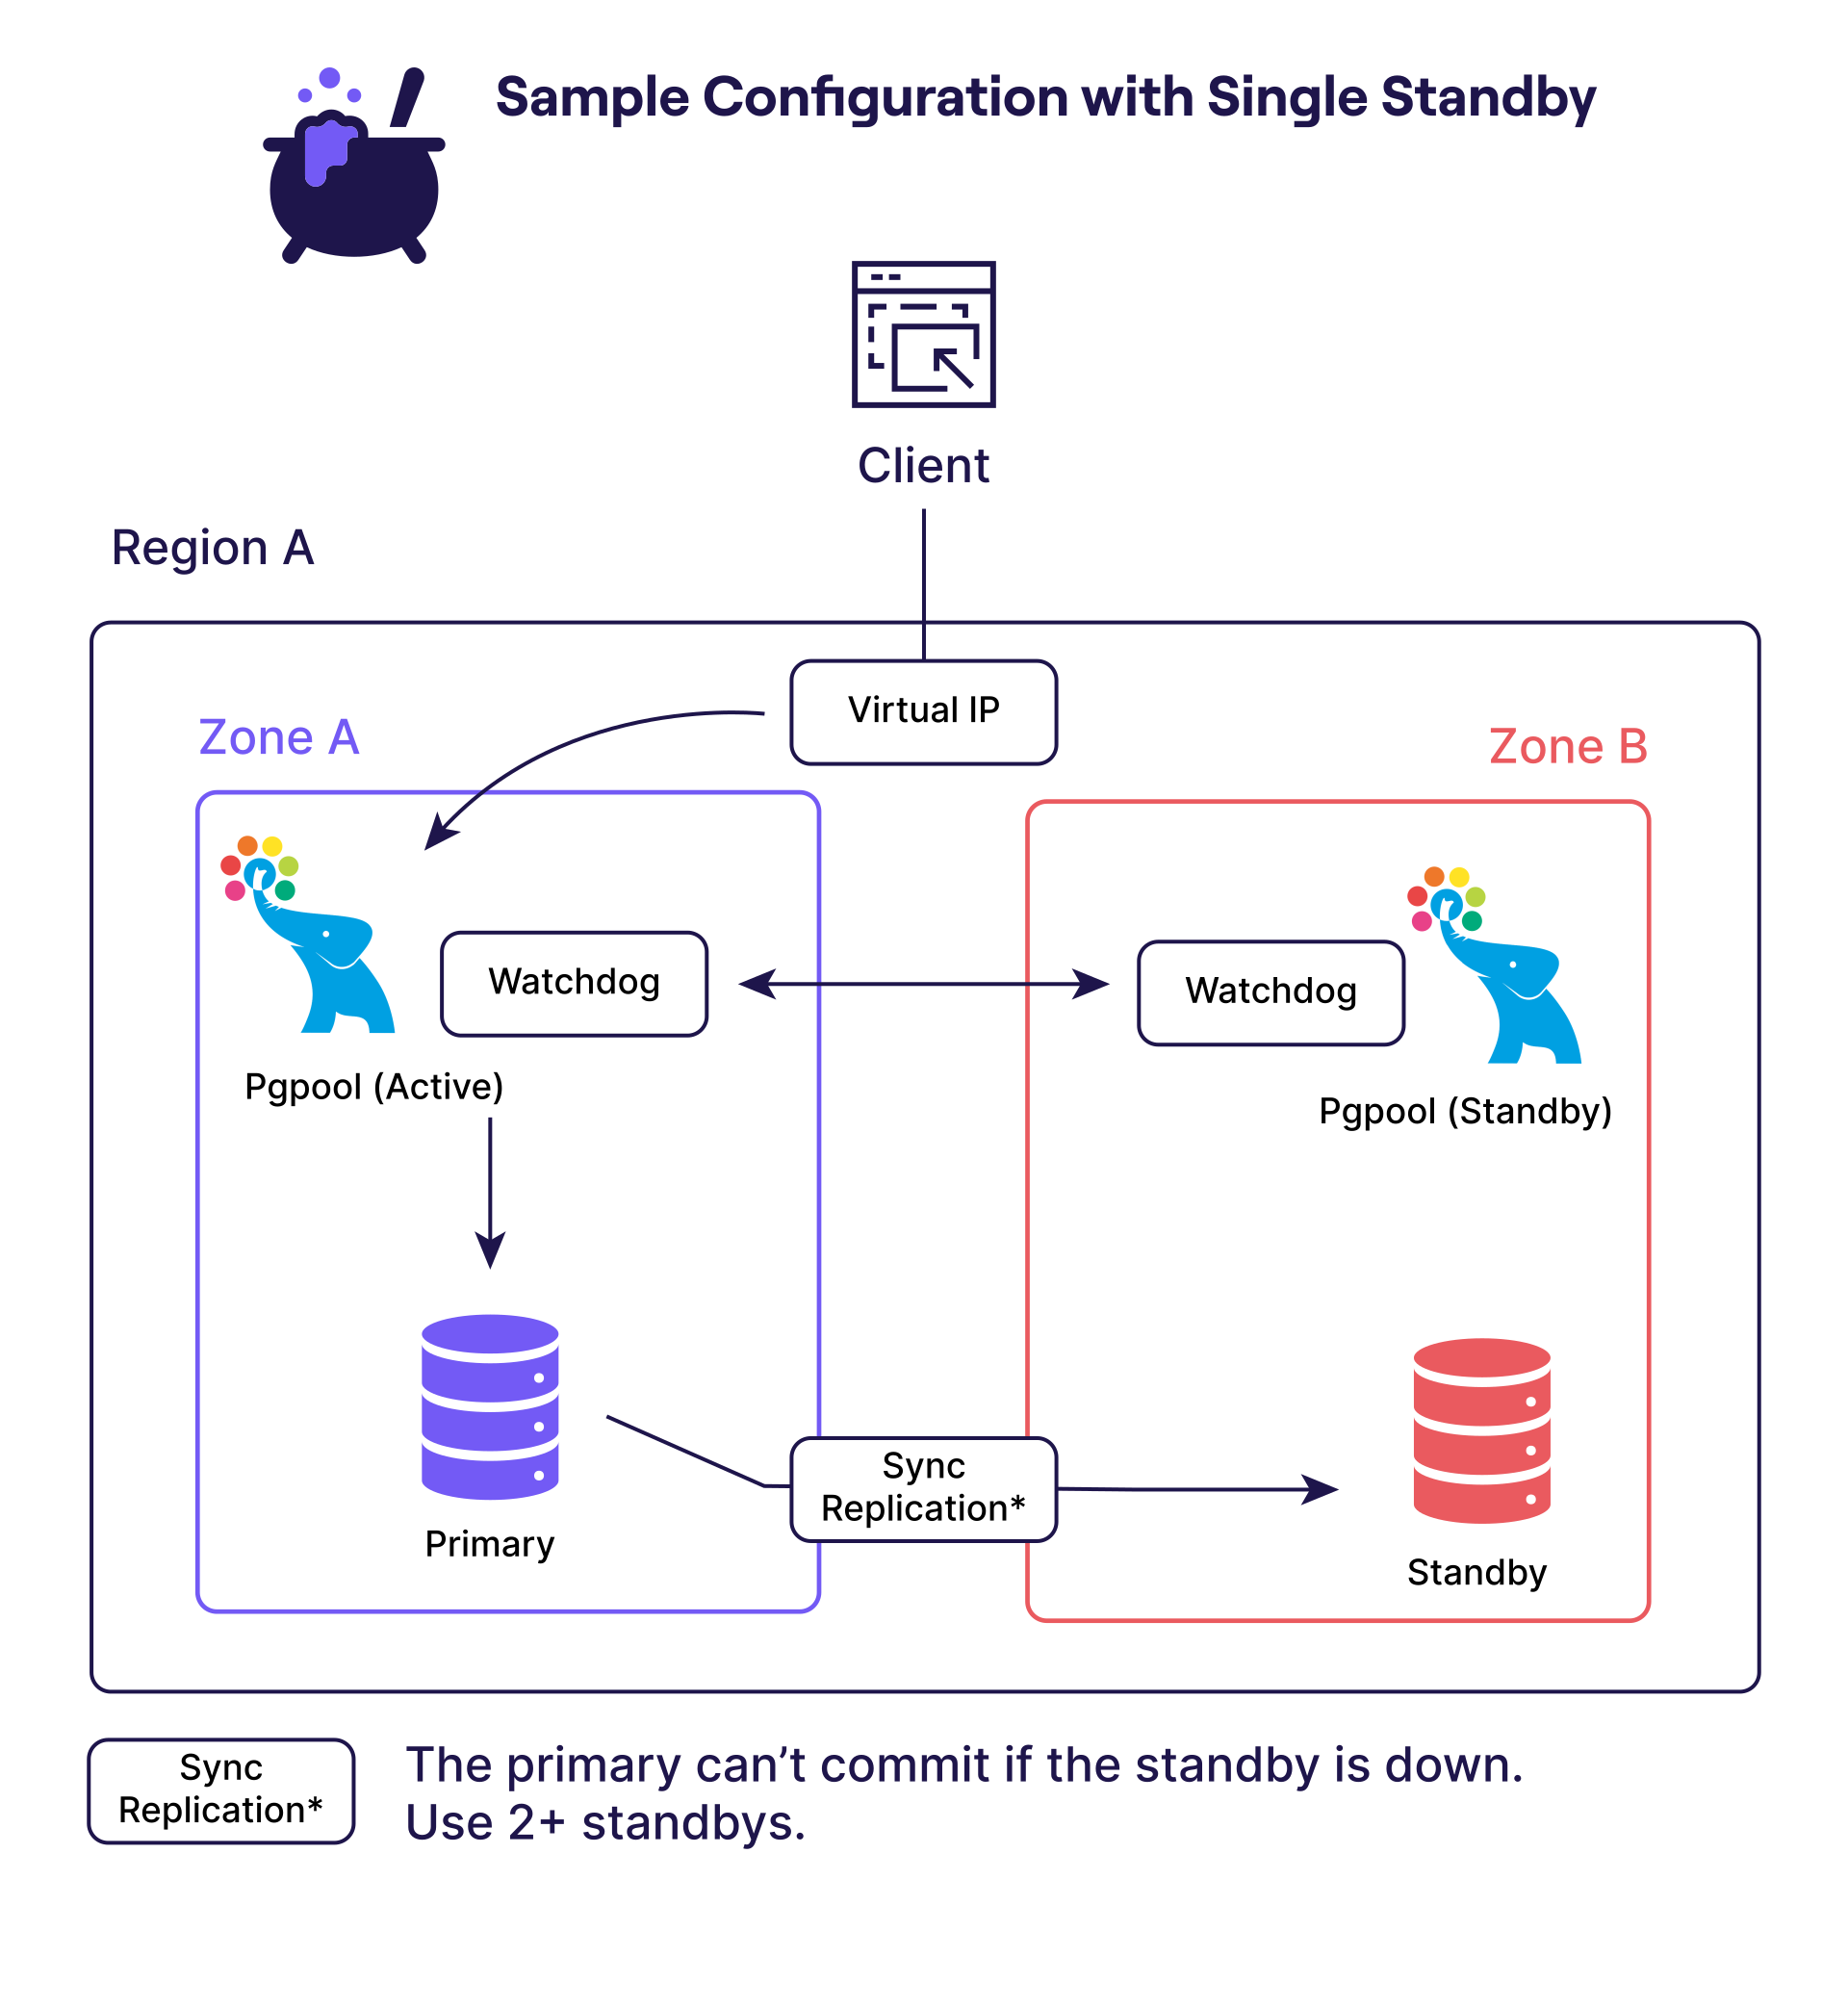 Sample Configuration with Single Standby
Client
Region A
Virtual IP
Zone A
Zone B
Watchdog
Watchdog
Pgpool (Active)
Pgpool (Standby)
Sync
Replication*
Primary
Standby
Sync
Replication*
The primary can’t commit if the standby is down.
Use 2+ standbys.